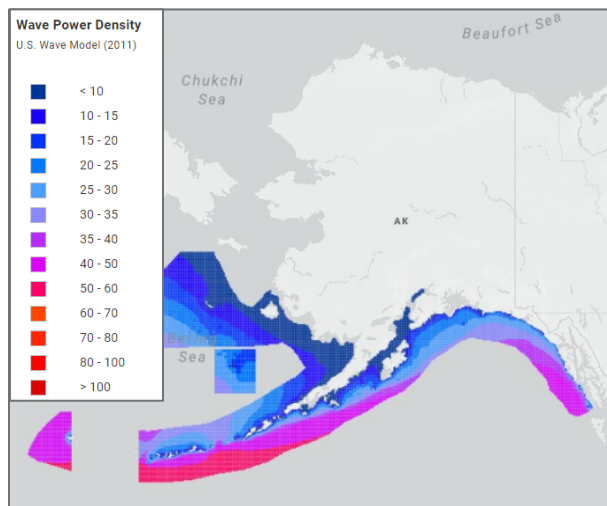 Wave Power Density
U.S. Wave Model (2011)
< 10
10 - 15
15 - 20
20 - 25
25 - 30
30 - 35
35 - 40
40 - 50
50 - 60
60 - 70
70 - 80
80 - 100
> 100
Beaufort Sea
Chukchi
Sea
AK
Bering
Sea